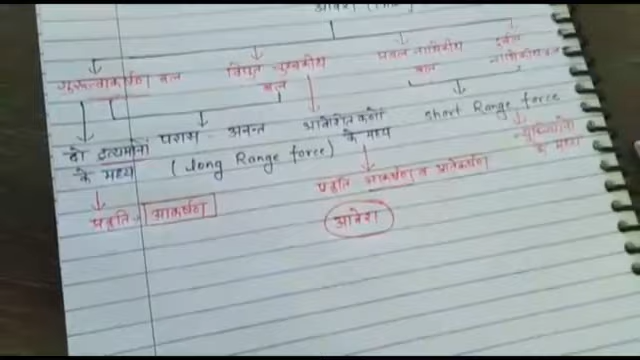 गुरुत्वाकर्षण बल
विद्युत चुम्बकीय बल
प्रबल नाभिकीय बल
दुर्बल
दो द्रव्यमानों के मध्य
परास - अनन्त
(Long Range force)
आवेशित कणों के मध्य
short Range force
के मध्य
प्रकृति - आकर्षण
प्रकृति आकर्षण व प्रतिकर्षण
आवेश